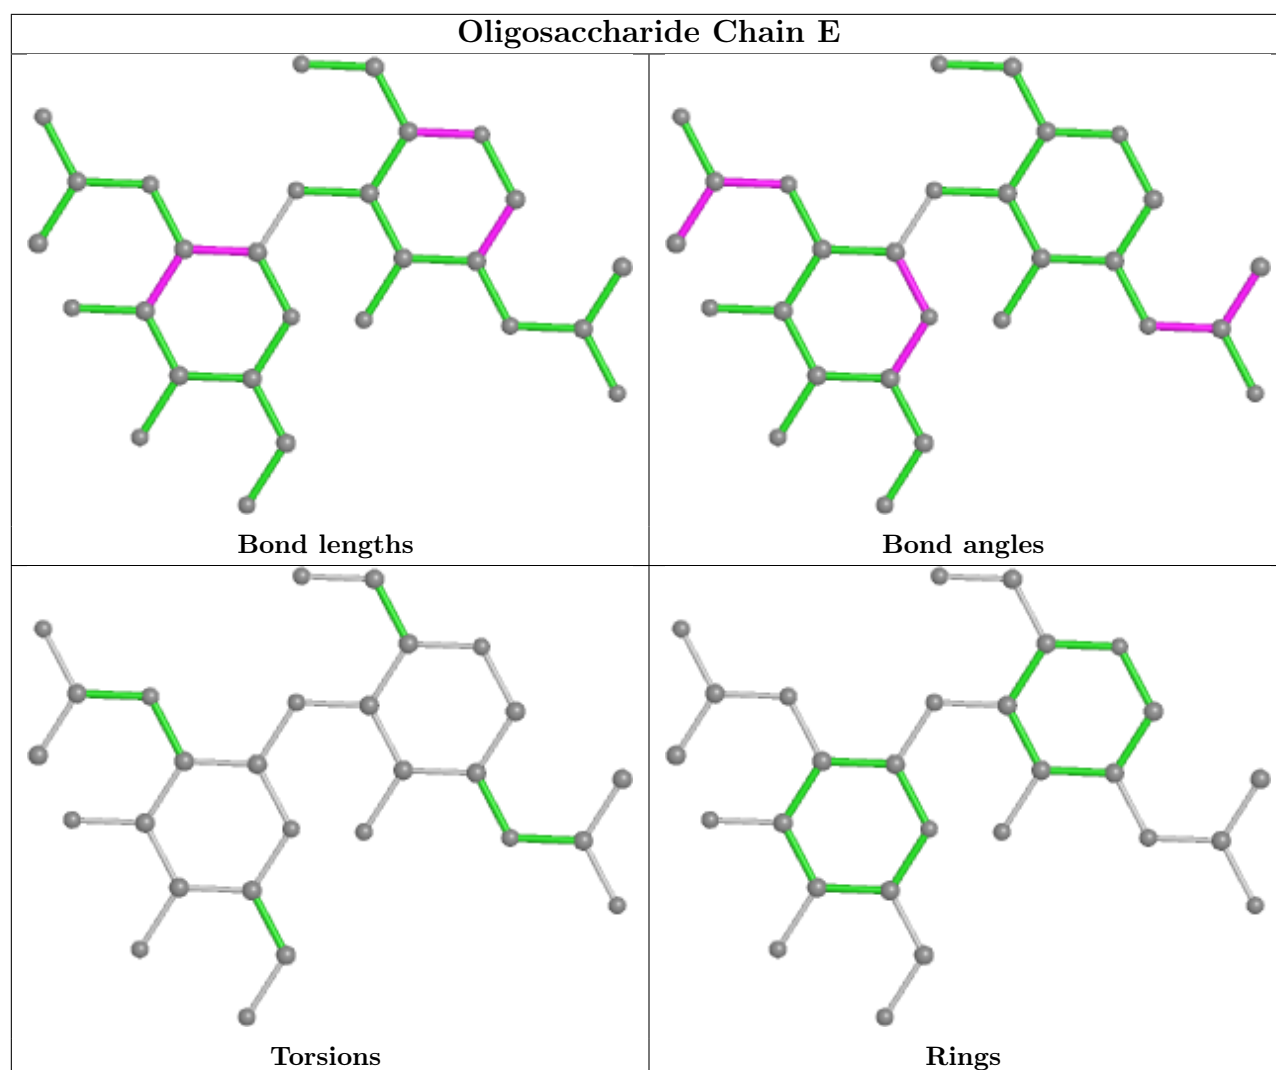 Oligosaccharide Chain E
Bond lengths
Bond angles
Torsions
Rings